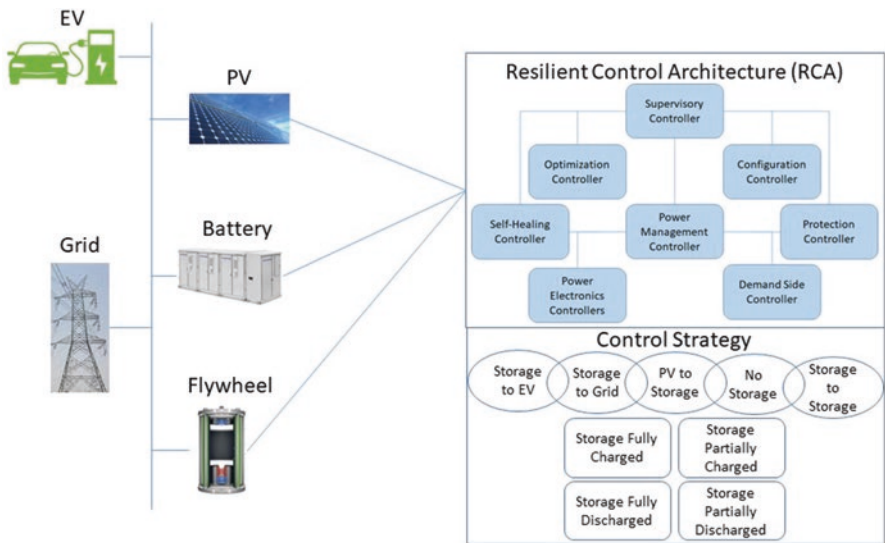 EV
PV
Battery
Grid
Flywheel
Resilient Control Architecture (RCA)
Supervisory
Controller
Optimization
Controller
Configuration
Controller
Self-Healing
Controller
Power
Management
Controller
Protection
Controller
Power
Electronics
Controllers
Demand Side
Controller
Control Strategy
Storage
to EV
Storage
to Grid
PV to
Storage
No
Storage
Storage
to
Storage
Storage Fully
Charged
Storage
Partially
Charged
Storage Fully
Discharged
Storage
Partially
Discharged